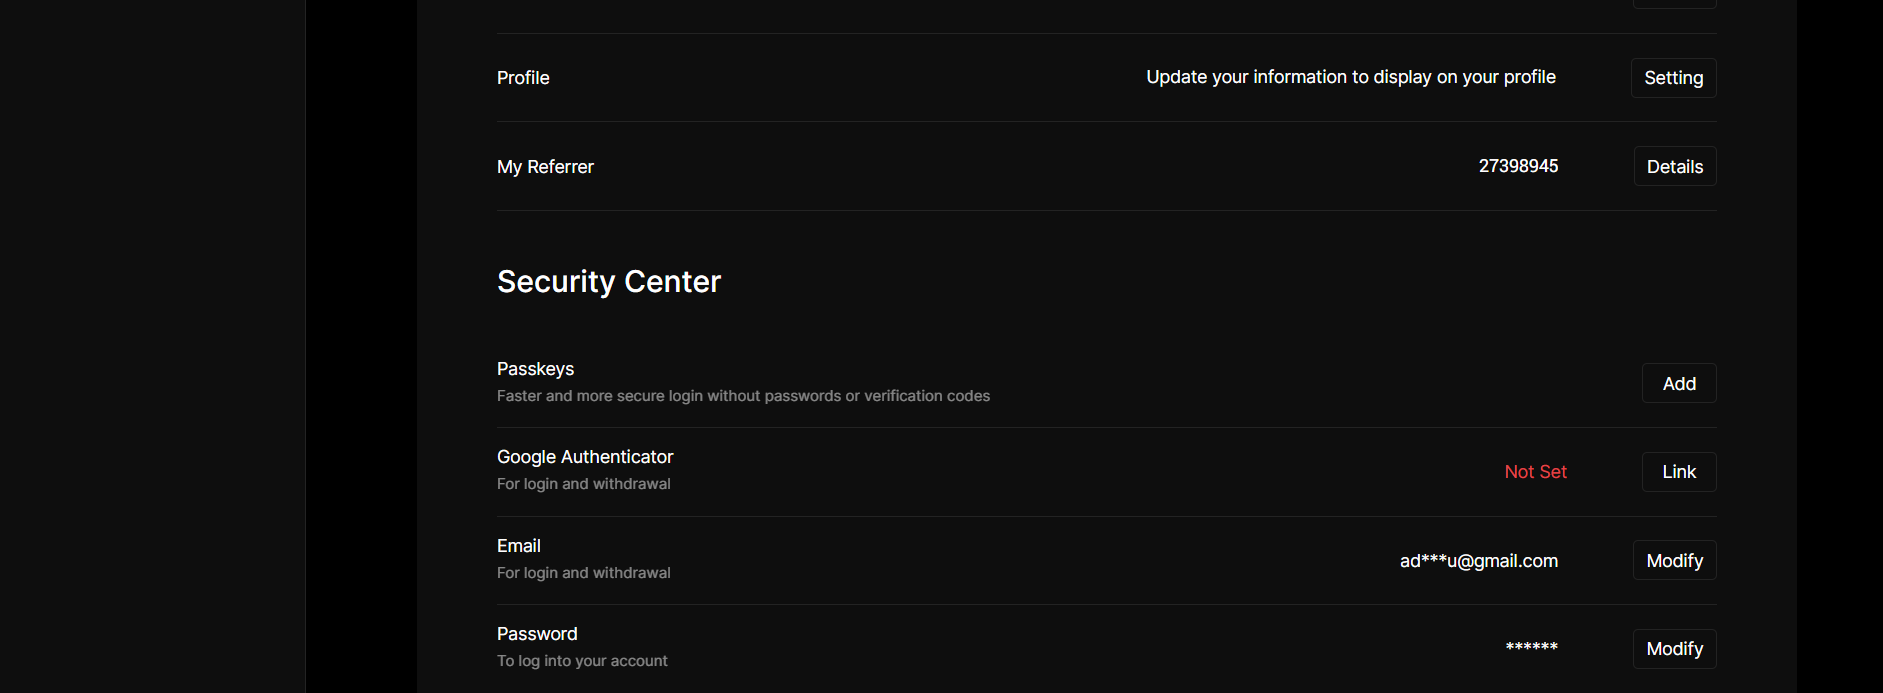 Profile
Update your information to display on your profile
Setting
My Referrer
27398945
Details
Security Center
Passkeys
Faster and more secure login without passwords or verification codes
Add
Google Authenticator
For login and withdrawal
Not Set
Link
Email
For login and withdrawal
ad***u@gmail.com
Modify
Password
To log into your account
******
Modify